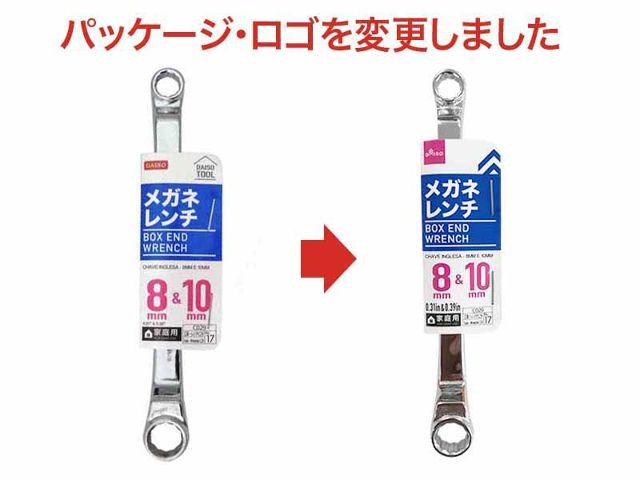 パッケージ・ロゴを変更しました
DAISO
DAISO
TOOL
メガネ
レンチ
BOX END
WRENCH
CHAVE INGLESA - 8MM E 10MM
8 & 10
mm mm
家庭用
C029
17
DAISO
メガネ
レンチ
BOX END
WRENCH
CHAVE INGLESA - 8MM E 10MM
8 & 10
mm mm
0.31in & 0.39in
家庭用
C029
17